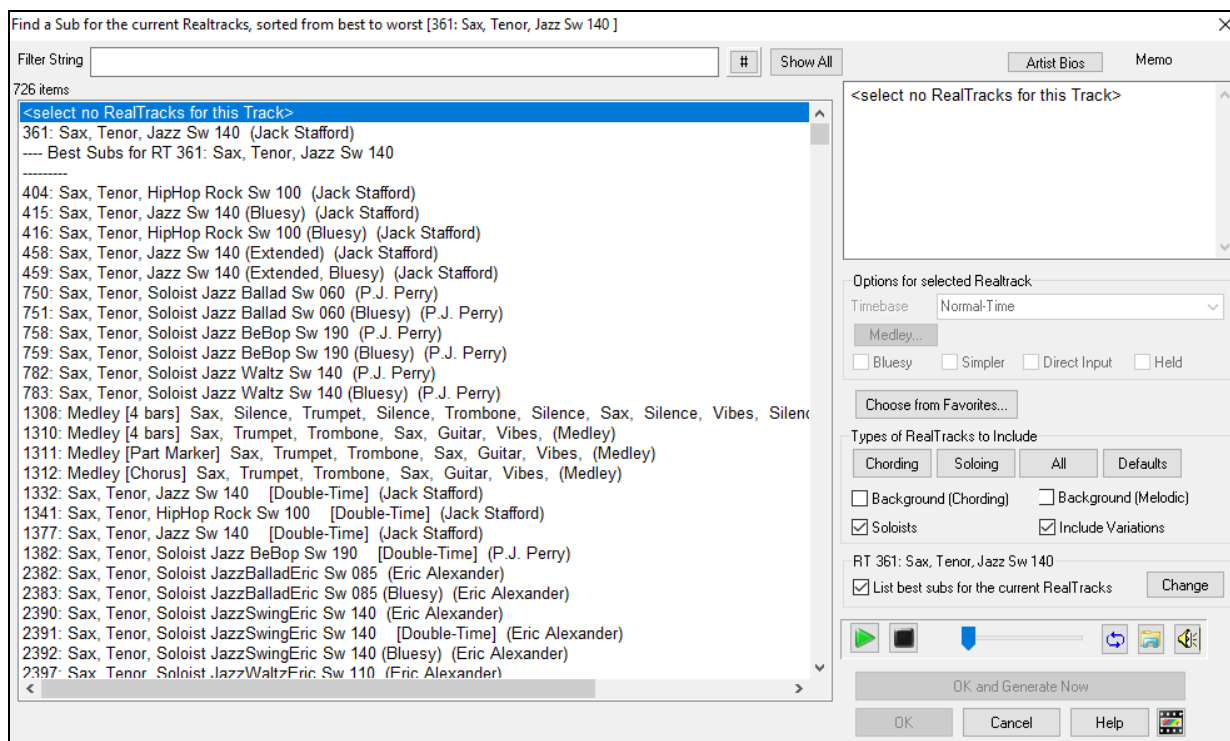 Find a Sub for the current Realtracks, sorted from best to worst [361: Sax, Tenor, Jazz Sw 140 ]
Filter String
#
Show All
726 items
<select no RealTracks for this Track>
361: Sax, Tenor, Jazz Sw 140 (Jack Stafford)
---- Best Subs for RT 361: Sax, Tenor, Jazz Sw 140
---------
404: Sax, Tenor, HipHop Rock Sw 100 (Jack Stafford)
415: Sax, Tenor, Jazz Sw 140 (Bluesy) (Jack Stafford)
416: Sax, Tenor, HipHop Rock Sw 100 (Bluesy) (Jack Stafford)
458: Sax, Tenor, Jazz Sw 140 (Extended) (Jack Stafford)
459: Sax, Tenor, Jazz Sw 140 (Extended, Bluesy) (Jack Stafford)
750: Sax, Tenor, Soloist Jazz Ballad Sw 060 (P.J. Perry)
751: Sax, Tenor, Soloist Jazz Ballad Sw 060 (Bluesy) (P.J. Perry)
758: Sax, Tenor, Soloist Jazz BeBop Sw 190 (P.J. Perry)
759: Sax, Tenor, Soloist Jazz BeBop Sw 190 (Bluesy) (P.J. Perry)
782: Sax, Tenor, Soloist Jazz Waltz Sw 140 (P.J. Perry)
783: Sax, Tenor, Soloist Jazz Waltz Sw 140 (Bluesy) (P.J. Perry)
1308: Medley [4 bars] Sax, Silence, Trumpet, Silence, Trombone, Silence, Sax, Silence, Vibes, Silenc
1310: Medley [4 bars] Sax, Trumpet, Trombone, Sax, Guitar, Vibes, (Medley)
1311: Medley [Part Marker] Sax, Trumpet, Trombone, Sax, Guitar, Vibes, (Medley)
1312: Medley [Chorus] Sax, Trumpet, Trombone, Sax, Guitar, Vibes, (Medley)
1332: Sax, Tenor, Jazz Sw 140 [Double-Time] (Jack Stafford)
1341: Sax, Tenor, HipHop Rock Sw 100 [Double-Time] (Jack Stafford)
1377: Sax, Tenor, Jazz Sw 140 [Double-Time] (Jack Stafford)
1382: Sax, Tenor, Soloist Jazz BeBop Sw 190 [Double-Time] (P.J. Perry)
2382: Sax, Tenor, Soloist JazzBalladEric Sw 085 (Eric Alexander)
2383: Sax, Tenor, Soloist JazzBalladEric Sw 085 (Bluesy) (Eric Alexander)
2390: Sax, Tenor, Soloist JazzSwingEric Sw 140 (Eric Alexander)
2391: Sax, Tenor, Soloist JazzSwingEric Sw 140 [Double-Time] (Eric Alexander)
2392: Sax, Tenor, Soloist JazzSwingEric Sw 140 (Bluesy) (Eric Alexander)
2397: Sax, Tenor, Soloist JazzWaltzEric Sw 110 (Eric Alexander)
Artist Bios
Memo
<select no RealTracks for this Track>
Options for selected Realtrack
Timebase Normal-Time
Medley...
Bluesy Simpler Direct Input Held
Choose from Favorites...
Types of RealTracks to Include
Chording Soloing All Defaults
Background (Chording) Background (Melodic)
Soloists Include Variations
RT 361: Sax, Tenor, Jazz Sw 140
List best subs for the current RealTracks Change
OK and Generate Now
OK Cancel Help